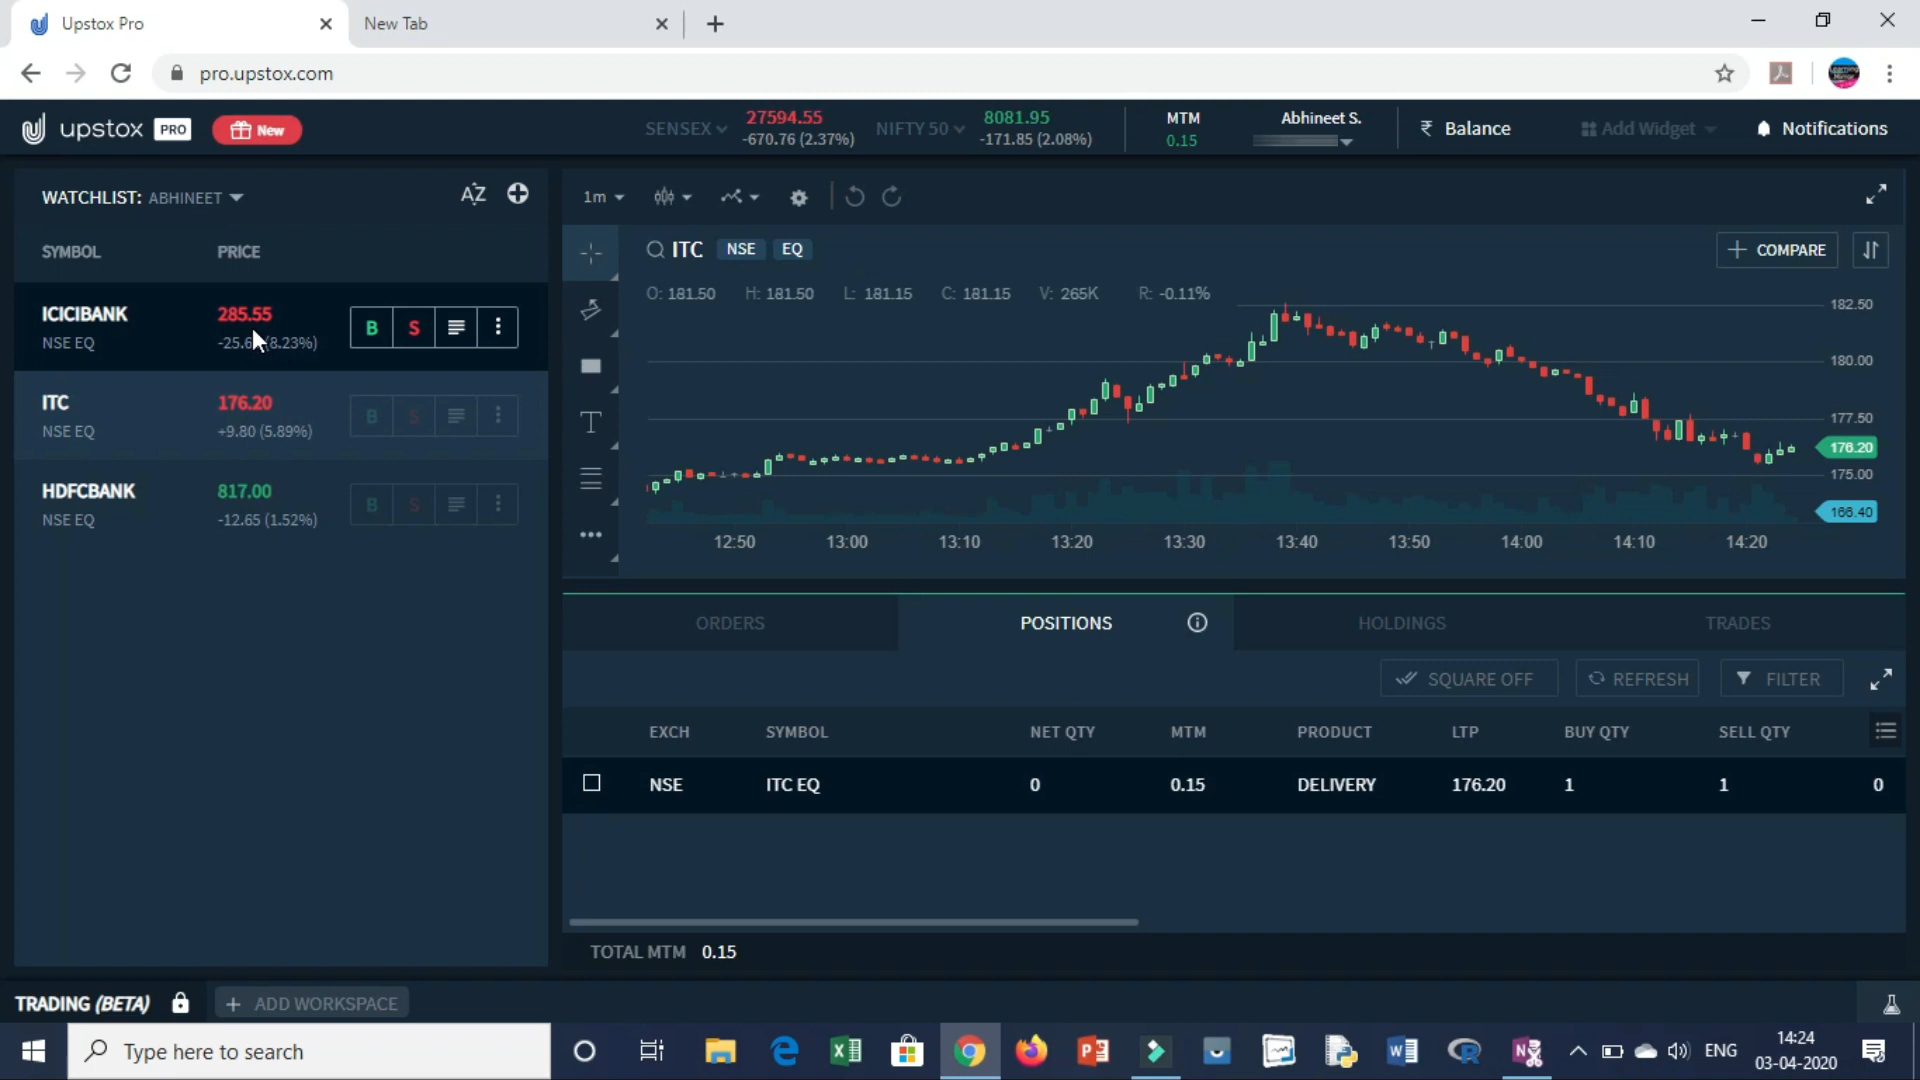 Upstox Pro
New Tab
pro.upstox.com
upstox PRO
New
SENSEX
27594.55
-670.76 (2.37%)
NIFTY 50
8081.95
-171.85 (2.08%)
MTM
0.15
Abhineet S.
₹ Balance
Add Widget
Notifications
WATCHLIST: ABHINEET
AZ
SYMBOL PRICE
ICICIBANK 285.55
NSE EQ (8.23%)
B S
ITC 176.20
NSE EQ +9.80 (5.89%)
B S
HDFCBANK 817.00
NSE EQ -12.65 (1.52%)
B S
1m
ITC NSE EQ
COMPARE
O: 181.50 H: 181.50 L: 181.15 C: 181.15 V: 265K R: -0.11%
T
182.50
180.00
177.50
176.20
175.00
166.40
12:50 13:00 13:10 13:20 13:30 13:40 13:50 14:00 14:10 14:20
ORDERS POSITIONS HOLDINGS TRADES
SQUARE OFF REFRESH FILTER
EXCH SYMBOL NET QTY MTM PRODUCT LTP BUY QTY SELL QTY
NSE ITC EQ 0 0.15 DELIVERY 176.20 1 1 0
TOTAL MTM 0.15
TRADING (BETA) + ADD WORKSPACE
Type here to search
ENG
14:24
03-04-2020